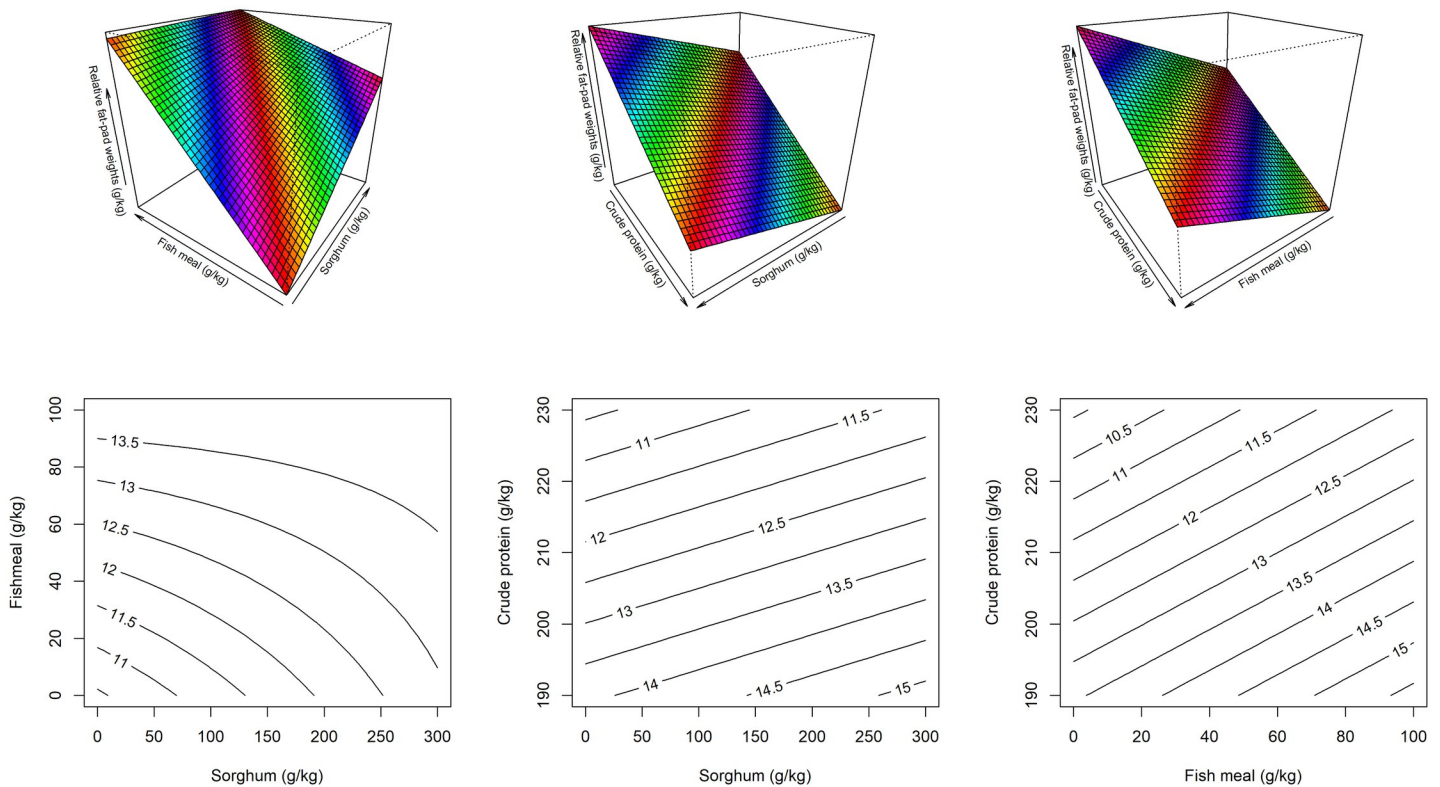 Relative fat-pad weights (g/kg)
Fish meal (g/kg)
Sorghum (g/kg)
Relative fat-pad weights (g/kg)
Crude protein (g/kg)
Sorghum (g/kg)
Relative fat-pad weights (g/kg)
Crude protein (g/kg)
Fish meal (g/kg)
Fishmeal (g/kg)
100
80
60
40
20
0
13.5
13
12.5
12
11.5
11
0 50 100 150 200 250 300
Sorghum (g/kg)
Crude protein (g/kg)
230
220
210
200
190
11.5
11
12.5
12
13.5
13
14
14.5
15
0 50 100 150 200 250 300
Sorghum (g/kg)
Crude protein (g/kg)
230
220
210
200
190
10.5
11.5
11
12.5
12
13
13.5
14
14.5
15
0 20 40 60 80 100
Fish meal (g/kg)